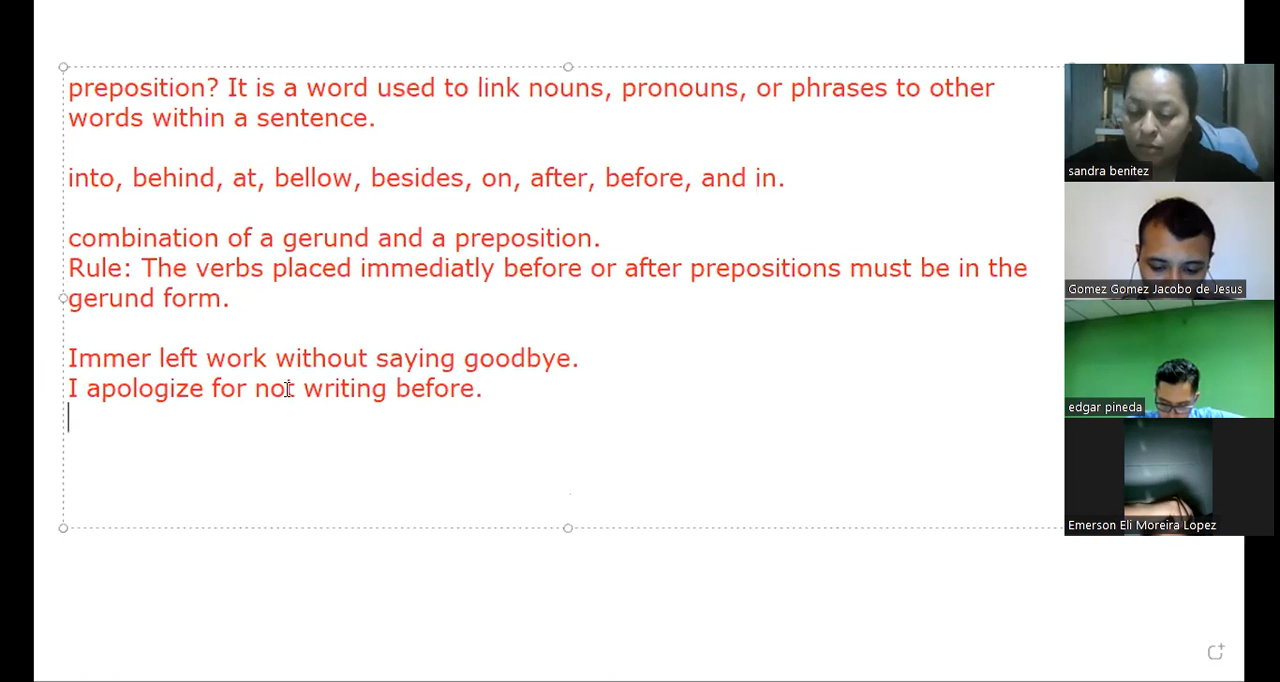 preposition? It is a word used to link nouns, pronouns, or phrases to other
words within a sentence.
into, behind, at, bellow, besides, on, after, before, and in.
combination of a gerund and a preposition.
Rule: The verbs placed immediatly before or after prepositions must be in the
gerund form.
Immer left work without saying goodbye.
I apologize for not writing before.
sandra benitez
Gomez Gomez Jacobo de Jesus
edgar pineda
Emerson Eli Moreira Lopez